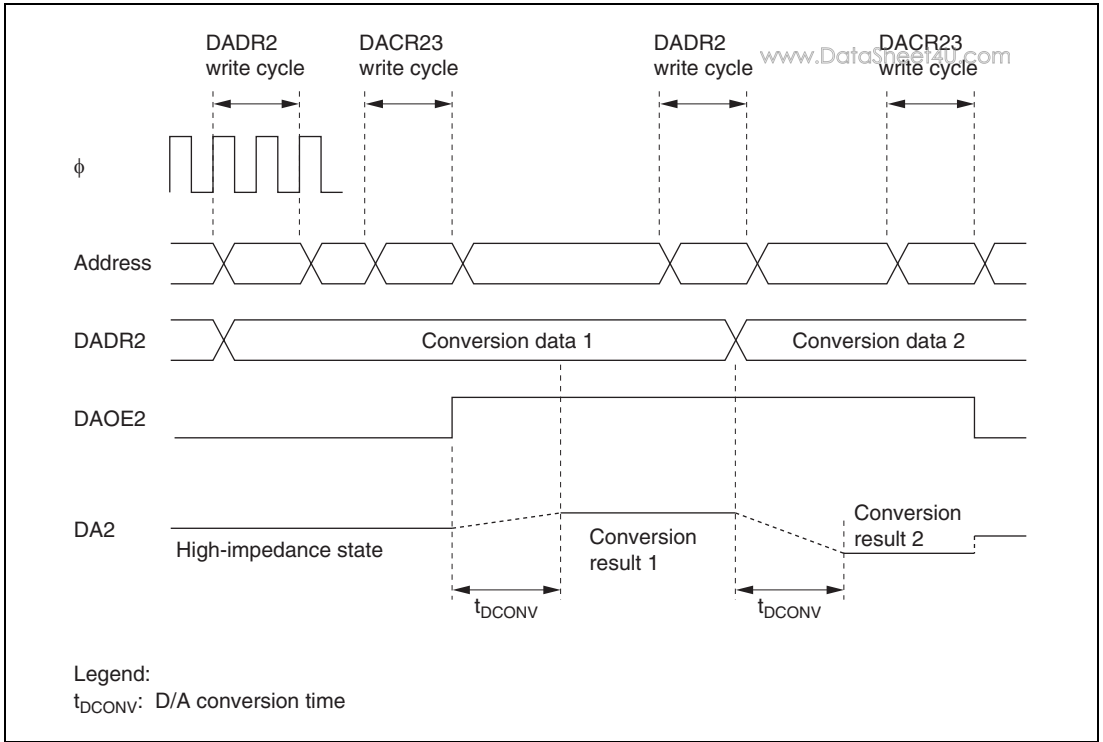 DADR2
write cycle
DACR23
write cycle
DADR2
write cycle
DACR23
write cycle
www.DataSheet4U.com
ϕ
Address
DADR2
Conversion data 1
Conversion data 2
DAOE2
DA2
High-impedance state
Conversion
result 1
Conversion
result 2
tDCONV
tDCONV
Legend:
tDCONV: D/A conversion time